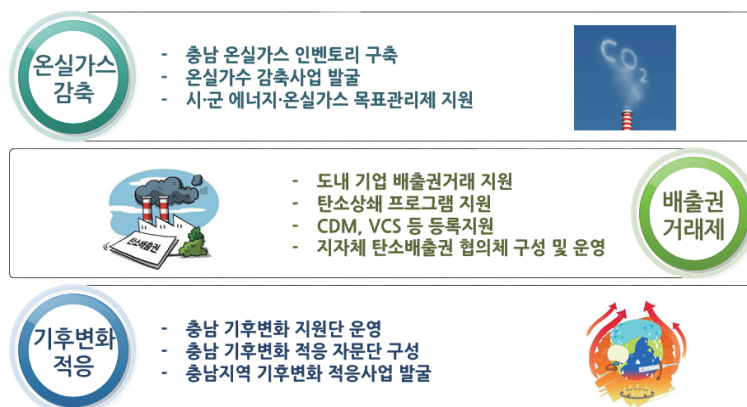 온실가스
감축
- 충남 온실가스 인벤토리 구축
- 온실가수 감축사업 발굴
- 시·군 에너지·온실가스 목표관리제 지원
CO2
탄소배출권
- 도내 기업 배출권거래 지원
- 탄소상쇄 프로그램 지원
- CDM, VCS 등 등록지원
- 지자체 탄소배출권 협의체 구성 및 운영
배출권
거래제
기후변화
적응
- 충남 기후변화 지원단 운영
- 충남 기후변화 적응 자문단 구성
- 충남지역 기후변화 적응사업 발굴